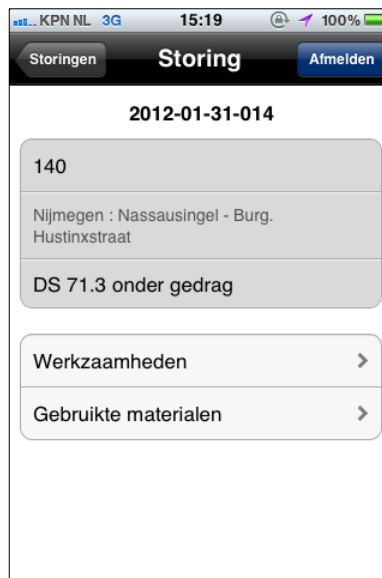 KPN NL 3G 15:19 100%
Storingen Storing Afmelden
2012-01-31-014
140
Nijmegen : Nassausingel - Burg.
Hustinxstraat
DS 71.3 onder gedrag
Werkzaamheden
Gebruikte materialen